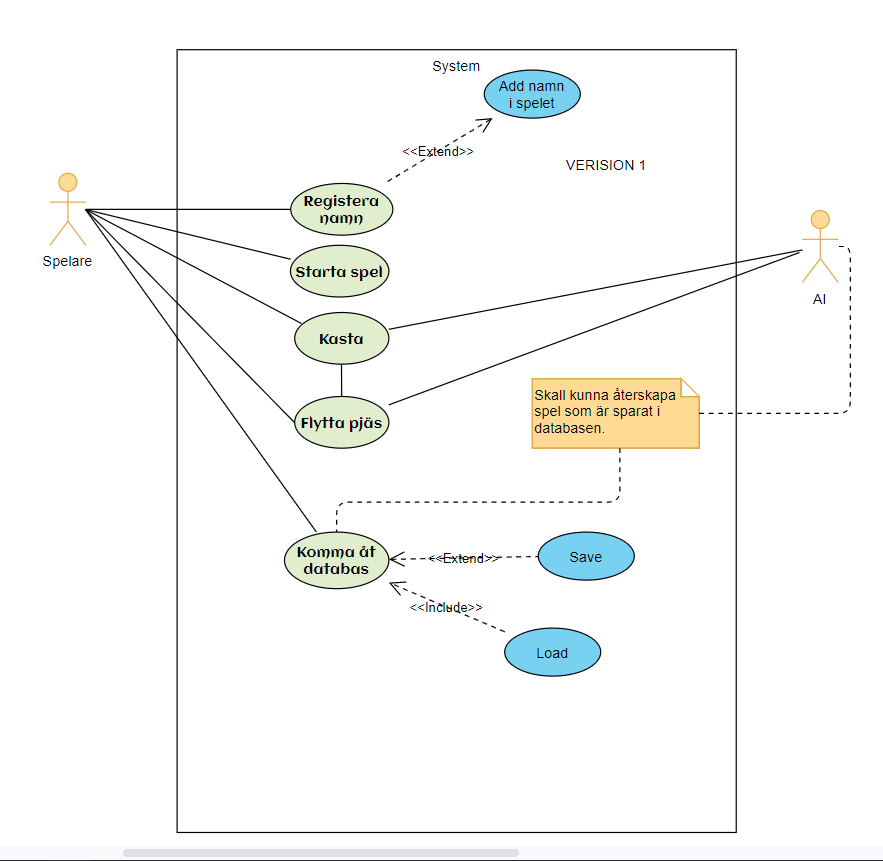 System
Add namn
i spelet
<<Extend>>
VERISION 1
Registera
namn
Spelare
Starta spel
AI
Kasta
Skall kunna återskapa
spel som är sparat i
databasen.
Flytta pjäs
Komma åt
databas
<<Extend>>
Save
<<Include>>
Load